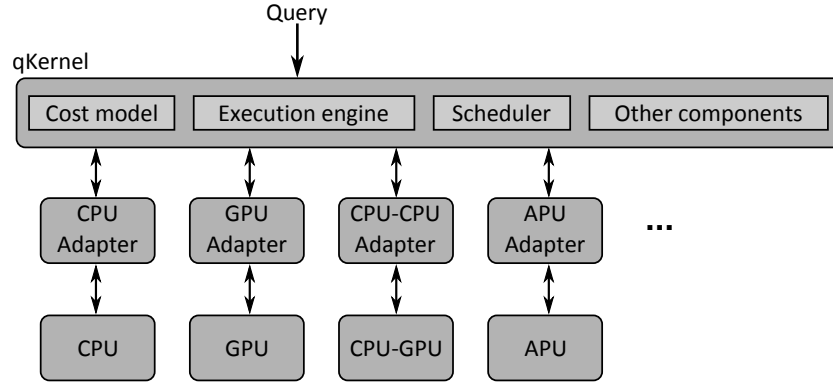 Query
qKernel
Cost model
Execution engine
Scheduler
Other components
CPU
Adapter
GPU
Adapter
CPU-CPU
Adapter
APU
Adapter
...
CPU
GPU
CPU-GPU
APU